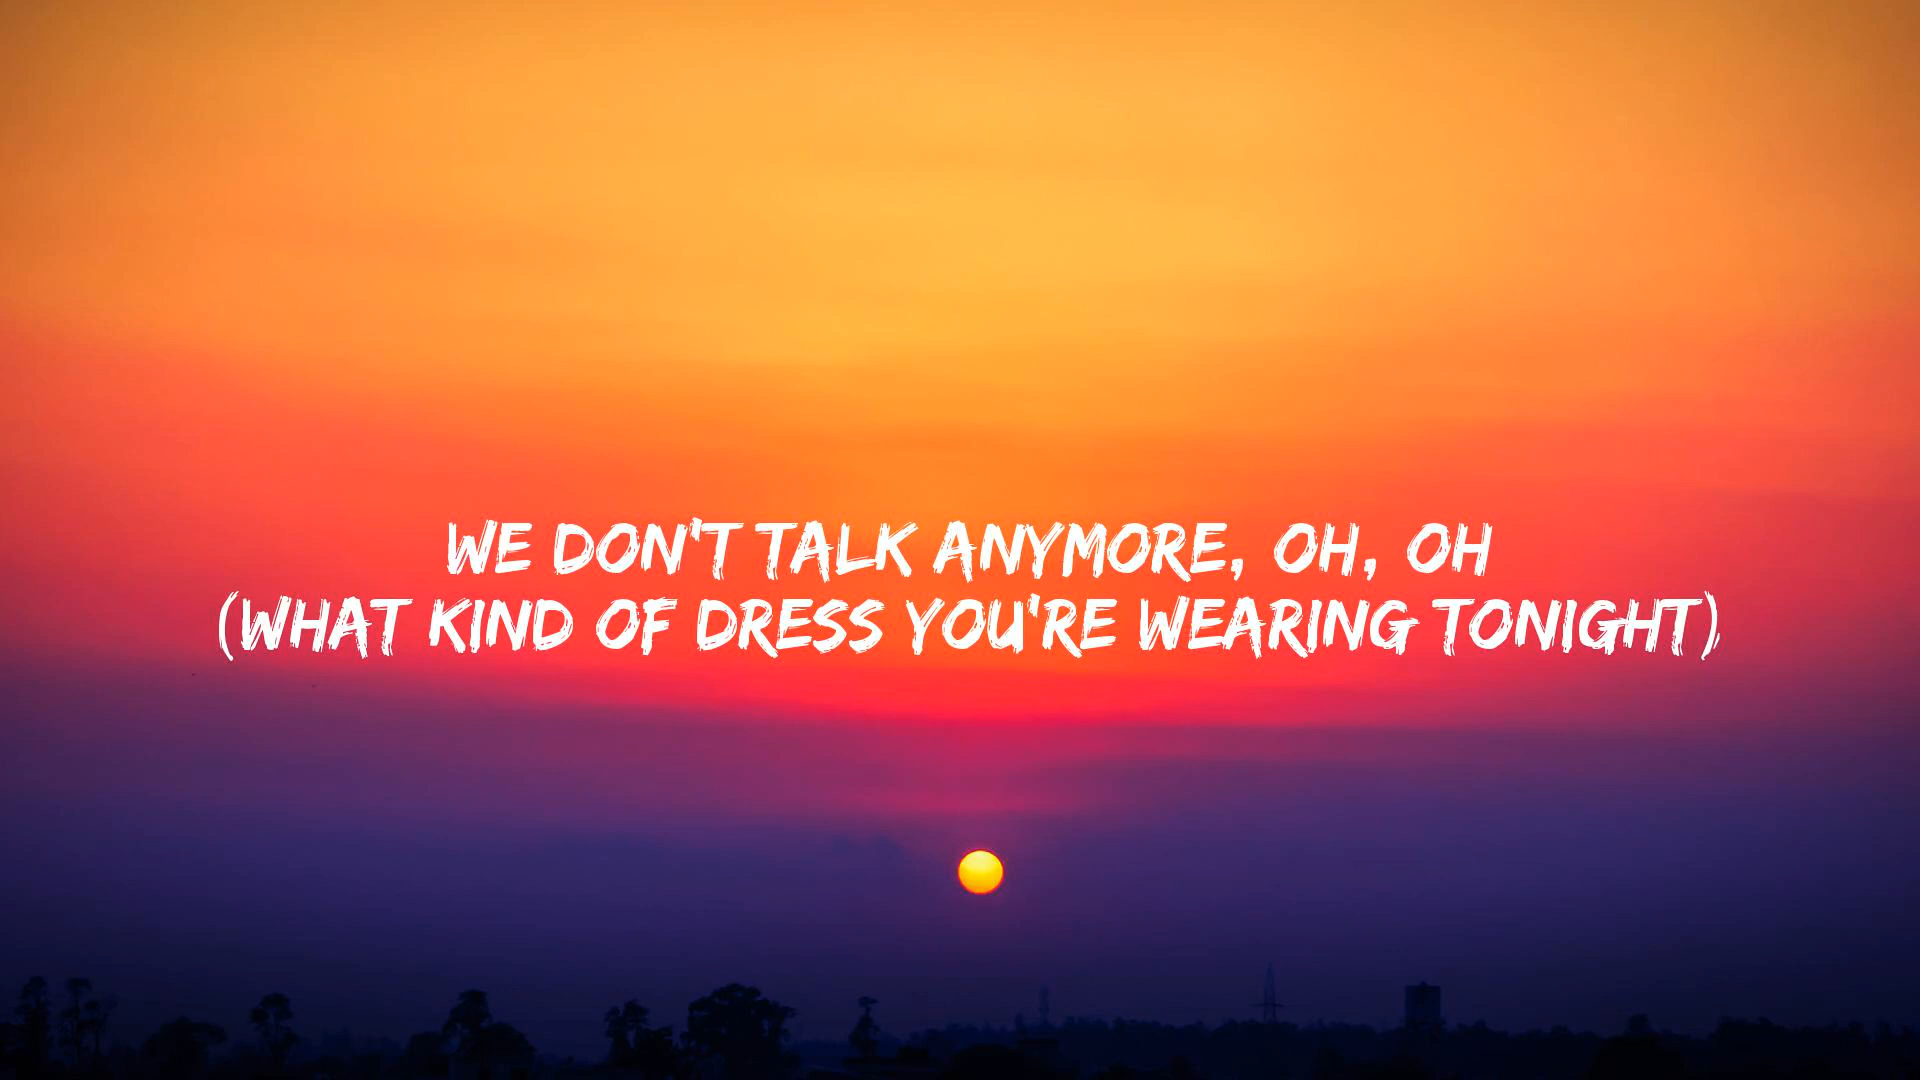 WE DON'T TALK ANYMORE, OH, OH
(WHAT KIND OF DRESS YOU'RE WEARING TONIGHT)